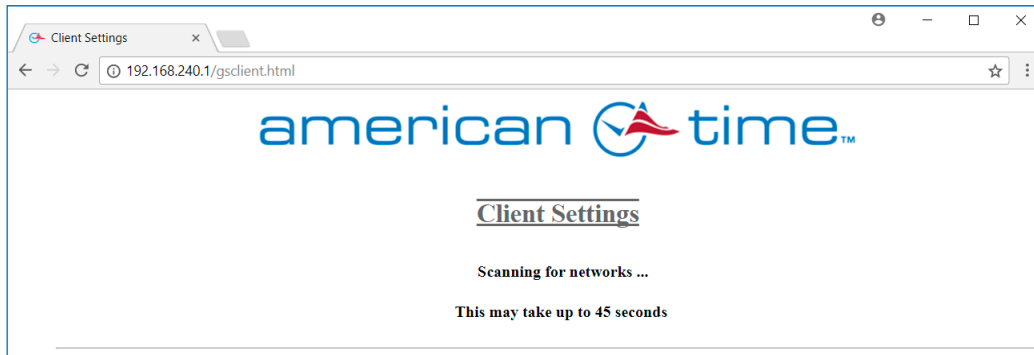 Client Settings
192.168.240.1/gsclient.html
american time™
Client Settings
Scanning for networks ...
This may take up to 45 seconds